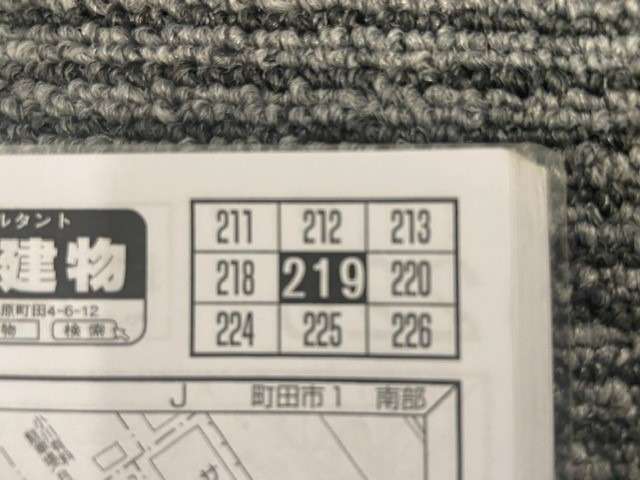 ルタント
建物
原町田4-6-12
物 検索
211 212 213
218 219 220
224 225 226
J 町田市1 南部